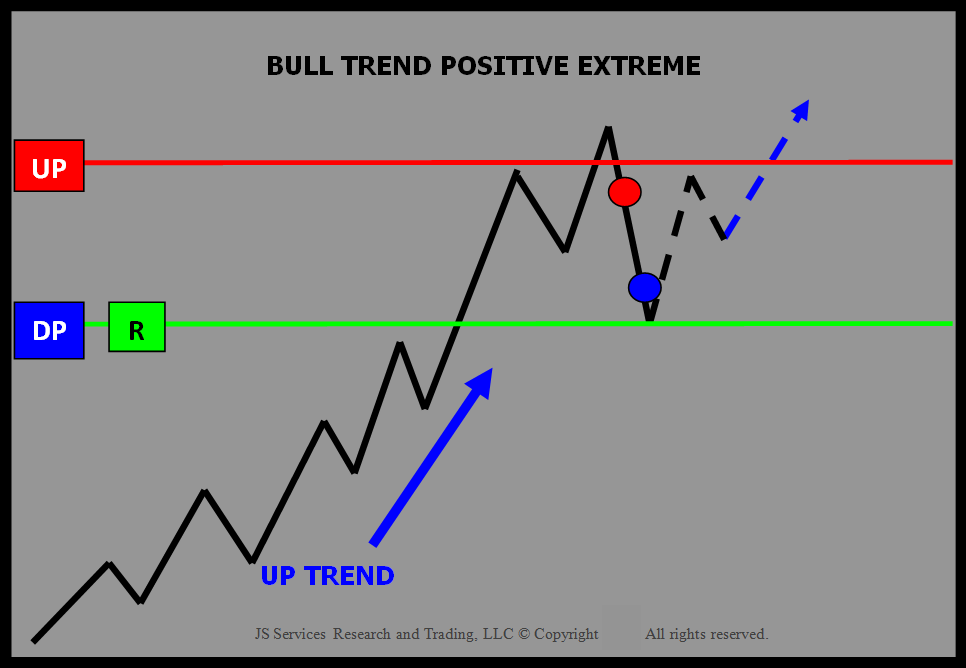 BULL TREND POSITIVE EXTREME
UP
DP
R
UP TREND
JS Services Research and Trading, LLC © Copyright All rights reserved.